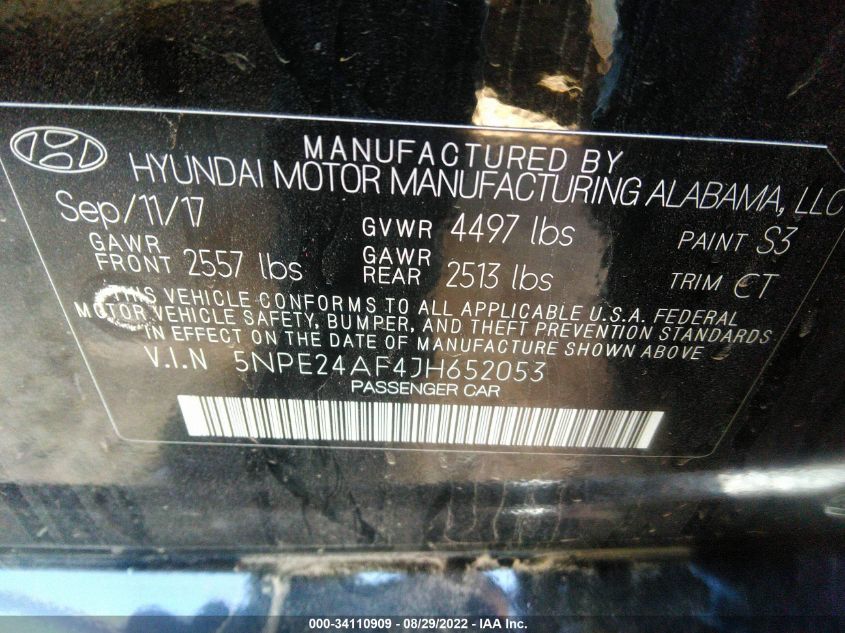 MANUFACTURED BY
HYUNDAI MOTOR MANUFACTURING ALABAMA, LLC
Sep/11/17 GVWR 4497 lbs PAINT S3
GAWR FRONT 2557 lbs GAWR REAR 2513 lbs TRIM CT
THIS VEHICLE CONFORMS TO ALL APPLICABLE U.S.A. FEDERAL
MOTOR VEHICLE SAFETY, BUMPER, AND THEFT PREVENTION STANDARDS
IN EFFECT ON THE DATE OF MANUFACTURE SHOWN ABOVE
V.I.N 5NPE24AF4JH652053
PASSENGER CAR
000-34110909 - 08/29/2022 - IAA Inc.